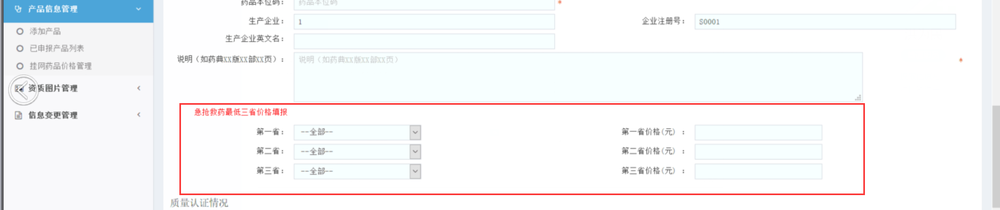 产品信息管理
添加产品
已申报产品列表
挂网药品价格管理
资质图片管理
信息变更管理
药品本位码： 药品本位码 *
生产企业： 1 企业注册号： S0001
生产企业英文名：
说明（如药典XX版XX部XX页）： 说明（如药典XX版XX部XX页） *
急抢救药最低三省价格填报
第一省： --全部-- 第一省价格(元) ：
第二省： --全部-- 第二省价格(元) ：
第三省： --全部-- 第三省价格(元) ：
质量认证情况